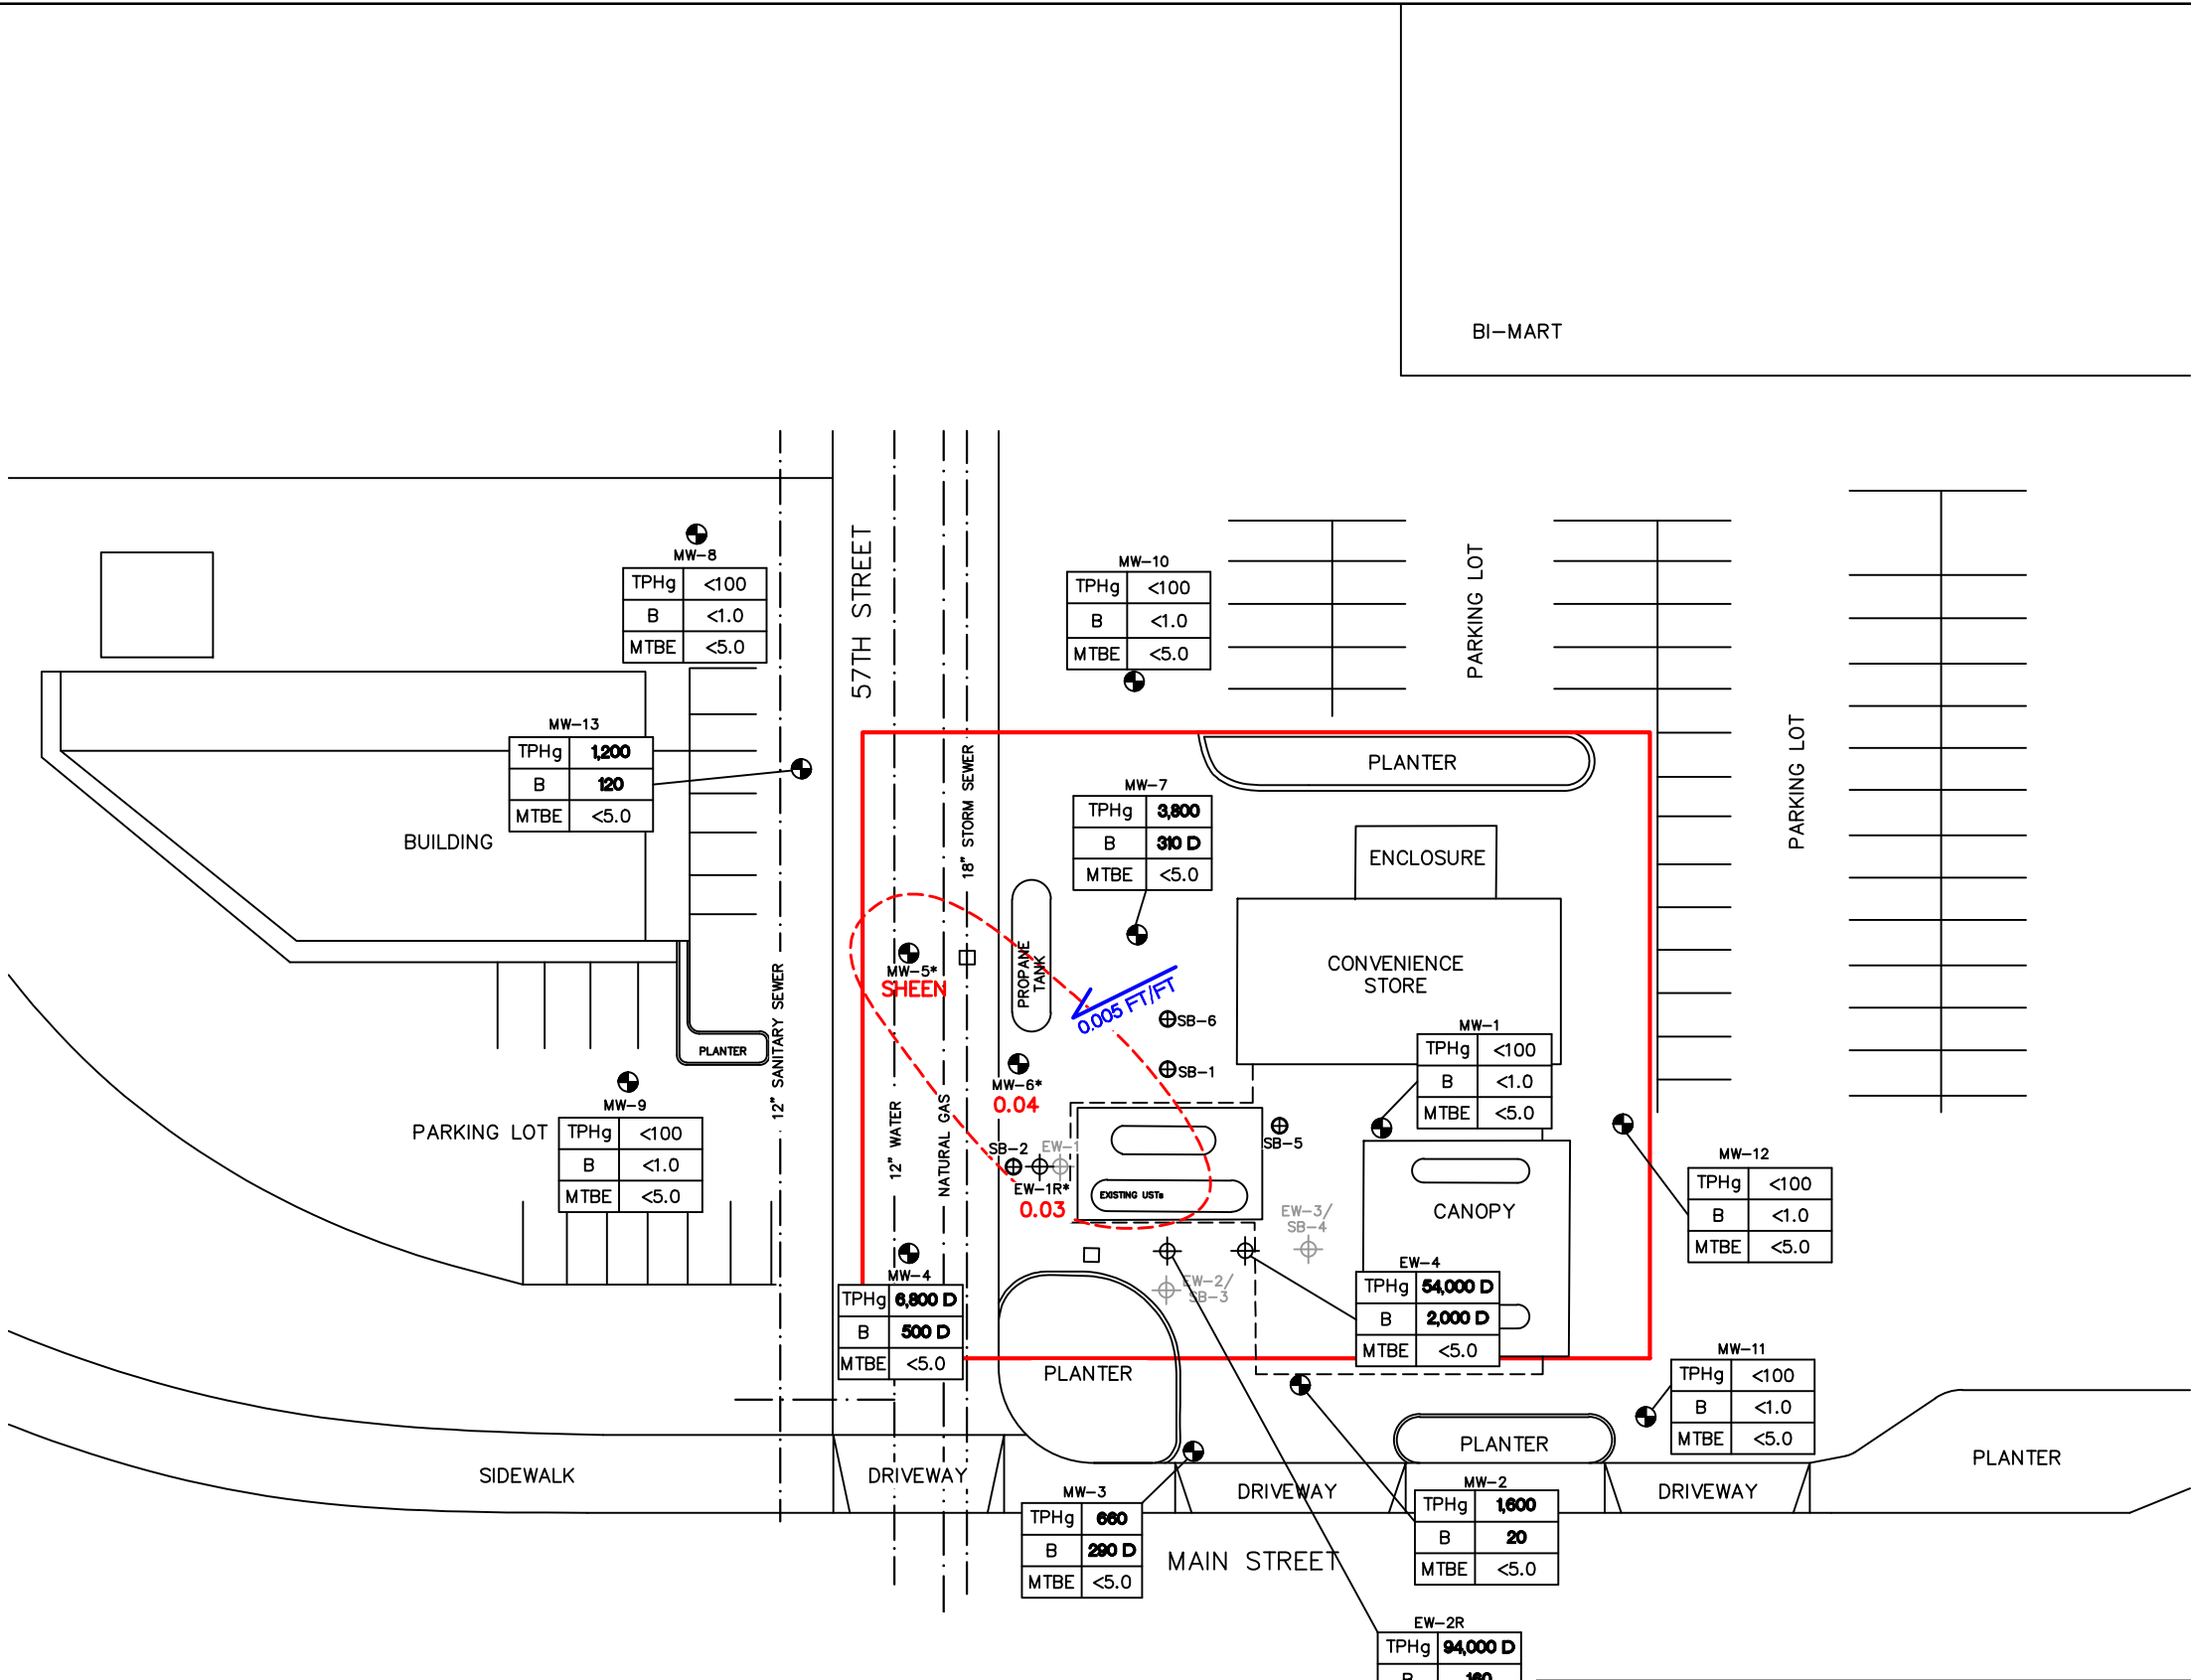 BI-MART
57TH STREET
MW-8
TPHg <100
B <1.0
MTBE <5.0
MW-10
TPHg <100
B <1.0
MTBE <5.0
PARKING LOT
PARKING LOT
MW-13
TPHg 1,200
B 120
MTBE <5.0
BUILDING
12" SANITARY SEWER
18" STORM SEWER
PLANTER
MW-7
TPHg 3,800
B 310 D
MTBE <5.0
ENCLOSURE
CONVENIENCE
STORE
PROPANE
TANK
MW-5*
SHEEN
0.005 FT/FT
SB-6
SB-1
MW-1
TPHg <100
B <1.0
MTBE <5.0
PLANTER
MW-9
TPHg <100
B <1.0
MTBE <5.0
PARKING LOT
12" WATER
NATURAL GAS
MW-6*
0.04
SB-2
EW-1
EW-1R*
0.03
EXISTING USTs
SB-5
EW-3/
SB-4
CANOPY
MW-12
TPHg <100
B <1.0
MTBE <5.0
MW-4
TPHg 6,800 D
B 500 D
MTBE <5.0
EW-2/
SB-3
EW-4
TPHg 54,000 D
B 2,000 D
MTBE <5.0
PLANTER
MW-11
TPHg <100
B <1.0
MTBE <5.0
PLANTER
PLANTER
SIDEWALK
DRIVEWAY
DRIVEWAY
DRIVEWAY
MW-3
TPHg 660
B 290 D
MTBE <5.0
MW-2
TPHg 1,600
B 20
MTBE <5.0
MAIN STREET
EW-2R
TPHg 94,000 D
B 160